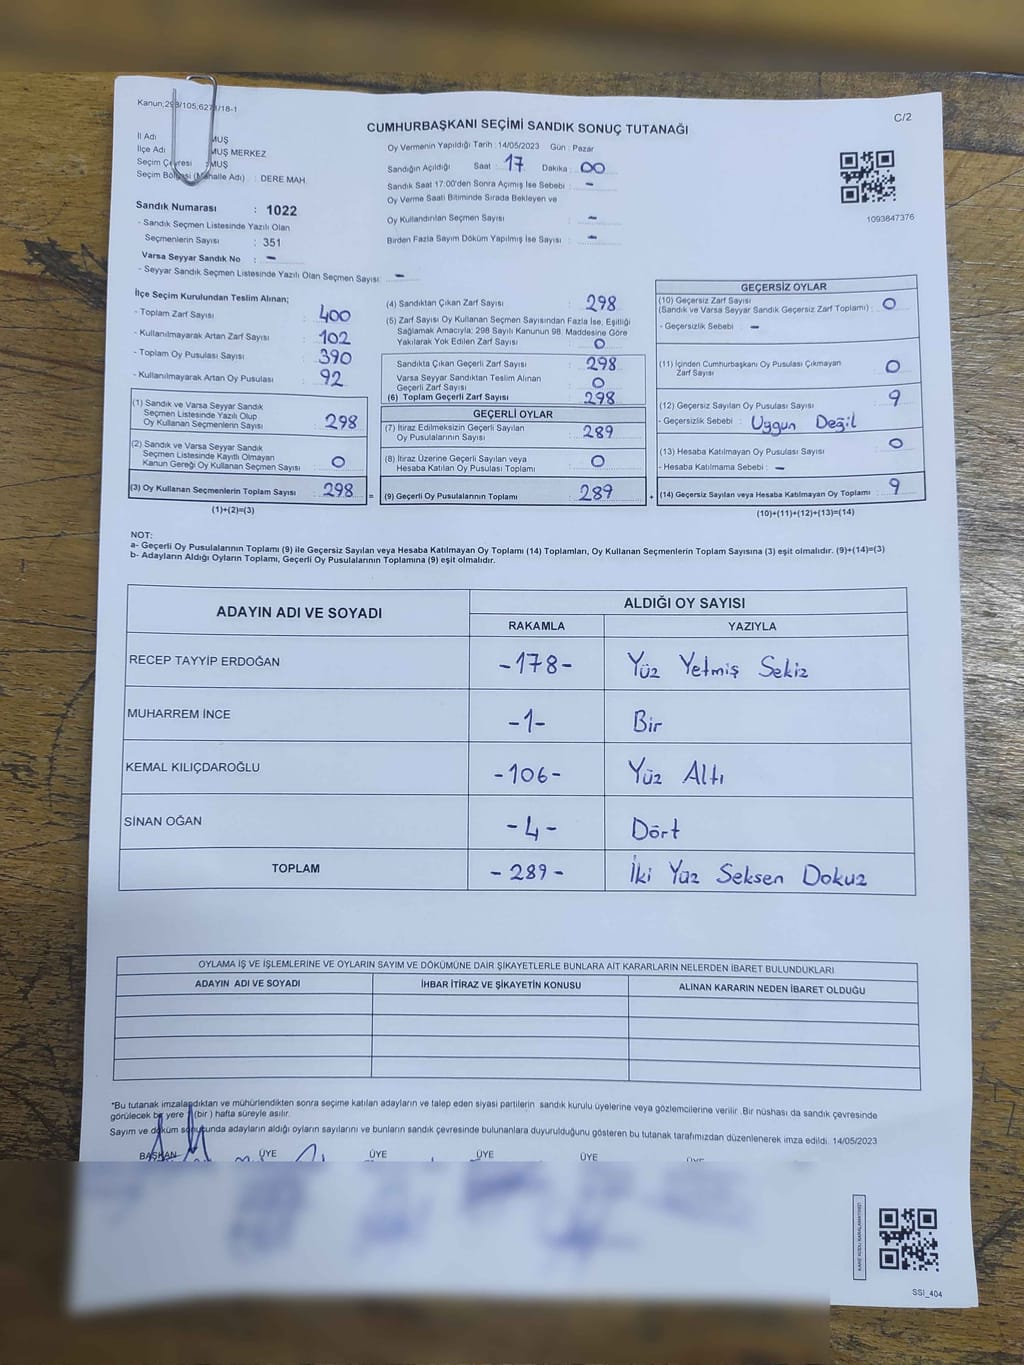 Kanun,298/105,627 /18-1
C/2
CUMHURBAŞKANI SEÇİMİ SANDIK SONUÇ TUTANAĞI
İl Adı MUŞ
İlçe Adı MUŞ MERKEZ
Seçim Çevresi : MUŞ
Seçim Bölgesi (Mahalle Adı) : DERE MAH.
Sandık Numarası : 1022
- Sandık Seçmen Listesinde Yazılı Olan
Seçmenlerin Sayısı : 351
Varsa Seyyar Sandık No : -
- Seyyar Sandık Seçmen Listesinde Yazılı Olan Seçmen Sayısı: -
Oy Vermenin Yapıldığı Tarih : 14/05/2023 Gün : Pazar
Sandığın Açıldığı Saat : 17 Dakika : 00
Sandık Saat 17:00'den Sonra Açımış İse Sebebi : -
Oy Verme Saati Bitiminde Sırada Bekleyen ve
Oy Kullandırılan Seçmen Sayısı : -
Birden Fazla Sayım Döküm Yapılmış İse Sayısı : -
1093847376
İlçe Seçim Kurulundan Teslim Alınan;
- Toplam Zarf Sayısı : 400
- Kullanılmayarak Artan Zarf Sayısı : 102
- Toplam Oy Pusulası Sayısı : 390
- Kullanılmayarak Artan Oy Pusulası : 92
(1) Sandık ve Varsa Seyyar Sandık
Seçmen Listesinde Yazılı Olup
Oy Kullanan Seçmenlerin Sayısı : 298
(2) Sandık ve Varsa Seyyar Sandık
Seçmen Listesinde Kayıtlı Olmayan
Kanun Gereği Oy Kullanan Seçmen Sayısı : 0
(3) Oy Kullanan Seçmenlerin Toplam Sayısı : 298 =
(1)+(2)=(3)
(4) Sandıktan Çıkan Zarf Sayısı : 298
(5) Zarf Sayısı Oy Kullanan Seçmen Sayısından Fazla İse, Eşitliği
Sağlamak Amacıyla; 298 Sayılı Kanunun 98. Maddesine Göre
Yakılarak Yok Edilen Zarf Sayısı : 0
Sandıkta Çıkan Geçerli Zarf Sayısı : 298
Varsa Seyyar Sandıktan Teslim Alınan
Geçerli Zarf Sayısı : 0
(6) Toplam Geçerli Zarf Sayısı : 298
GEÇERLİ OYLAR
(7) İtiraz Edilmeksizin Geçerli Sayılan
Oy Pusulalarının Sayısı : 289
(8) İtiraz Üzerine Geçerli Sayılan veya
Hesaba Katılan Oy Pusulası Toplamı : 0
(9) Geçerli Oy Pusulalarının Toplamı : 289 +
GEÇERSİZ OYLAR
(10) Geçersiz Zarf Sayısı
(Sandık ve Varsa Seyyar Sandık Geçersiz Zarf Toplamı) : 0
- Geçersizlik Sebebi : -
(11) İçinden Cumhurbaşkanı Oy Pusulası Çıkmayan
Zarf Sayısı : 0
(12) Geçersiz Sayılan Oy Pusulası Sayısı : 9
- Geçersizlik Sebebi : Uygun Değil
(13) Hesaba Katılmayan Oy Pusulası Sayısı : 0
- Hesaba Katılmama Sebebi : -
(14) Geçersiz Sayılan veya Hesaba Katılmayan Oy Toplamı : 9
(10)+(11)+(12)+(13)=(14)
NOT:
a- Geçerli Oy Pusulalarının Toplamı (9) ile Geçersiz Sayılan veya Hesaba Katılmayan Oy Toplamı (14) Toplamları, Oy Kullanan Seçmenlerin Toplam Sayısına (3) eşit olmalıdır. (9)+(14)=(3)
b- Adayların Aldığı Oyların Toplamı, Geçerli Oy Pusulalarının Toplamına (9) eşit olmalıdır.
ADAYIN ADI VE SOYADI ALDIĞI OY SAYISI
RAKAMLA YAZIYLA
RECEP TAYYİP ERDOĞAN -178- Yüz Yetmiş Sekiz
MUHARREM İNCE -1- Bir
KEMAL KILIÇDAROĞLU -106- Yüz Altı
SİNAN OĞAN -4- Dört
TOPLAM -289- İki Yüz Seksen Dokuz
OYLAMA İŞ VE İŞLEMLERİNE VE OYLARIN SAYIM VE DÖKÜMÜNE DAİR ŞİKAYETLERLE BUNLARA AİT KARARLARIN NELERDEN İBARET BULUNDUKLARI
ADAYIN ADI VE SOYADI İHBAR İTİRAZ VE ŞİKAYETİN KONUSU ALINAN KARARIN NEDEN İBARET OLDUĞU
*Bu tutanak imzalandıktan ve mühürlendikten sonra seçime katılan adayların ve talep eden siyasi partilerin sandık kurulu üyelerine veya gözlemcilerine verilir .Bir nüshası da sandık çevresinde
görülecek bir yere 1 (bir ) hafta süreyle asılır.
Sayım ve döküm sonucunda adayların aldığı oyların sayılarını ve bunların sandık çevresinde bulunanlara duyurulduğunu gösteren bu tutanak tarafımızdan düzenlenerek imza edildi. 14/05/2023
BAŞKAN ÜYE ÜYE ÜYE ÜYE ÜYE
KARE KODU KARALAMAYINIZ!
SSI_404